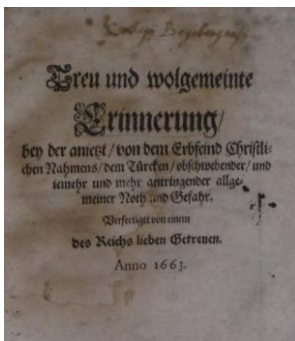 Treu und wolgemeinte
Erinnerung/
bey der anietzt/von dem Erbfeind Christli-
chen Nahmens/dem Türcken/obschwebender/und
iemehr und mehr antringender allge-
meiner Noth und Gefahr.
Verfertiget von einem
des Reichs lieben Getreuen.
Anno 1663.